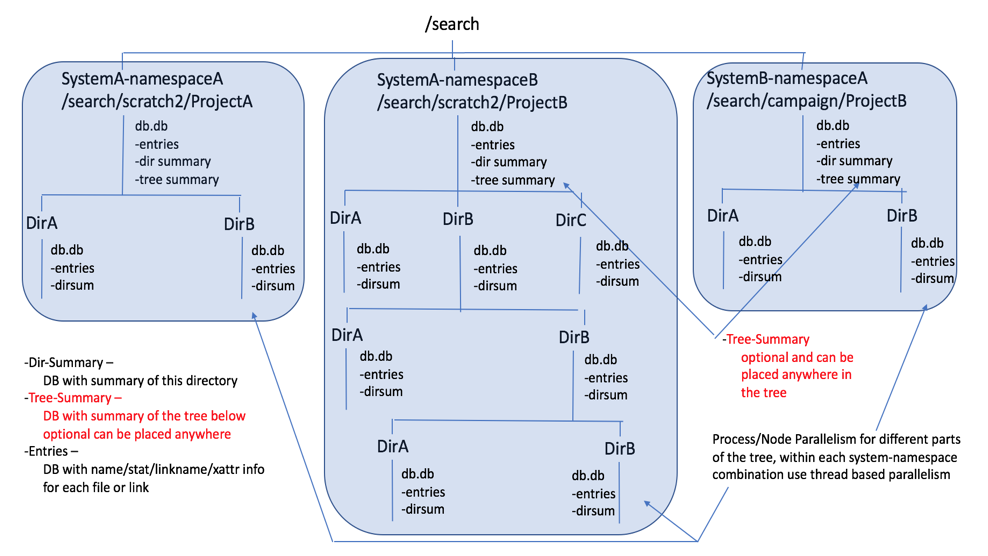 /search
SystemA-namespaceA
/search/scratch2/ProjectA
db.db
-entries
-dir summary
-tree summary
DirA
db.db
-entries
-dirsum
DirB
db.db
-entries
-dirsum
SystemA-namespaceB
/search/scratch2/ProjectB
db.db
-entries
-dir summary
-tree summary
DirA
db.db
-entries
-dirsum
DirB
db.db
-entries
-dirsum
DirC
db.db
-entries
-dirsum
DirA
db.db
-entries
-dirsum
DirB
db.db
-entries
-dirsum
DirA
db.db
-entries
-dirsum
DirB
db.db
-entries
-dirsum
SystemB-namespaceA
/search/campaign/ProjectB
db.db
-entries
-dir summary
-tree summary
DirA
db.db
-entries
-dirsum
DirB
db.db
-entries
-dirsum
-Dir-Summary –
DB with summary of this directory
-Tree-Summary –
DB with summary of the tree below
optional can be placed anywhere
-Entries –
DB with name/stat/linkname/xattr info
for each file or link
-Tree-Summary
optional and can be
placed anywhere in
the tree
Process/Node Parallelism for different parts
of the tree, within each system-namespace
combination use thread based parallelism